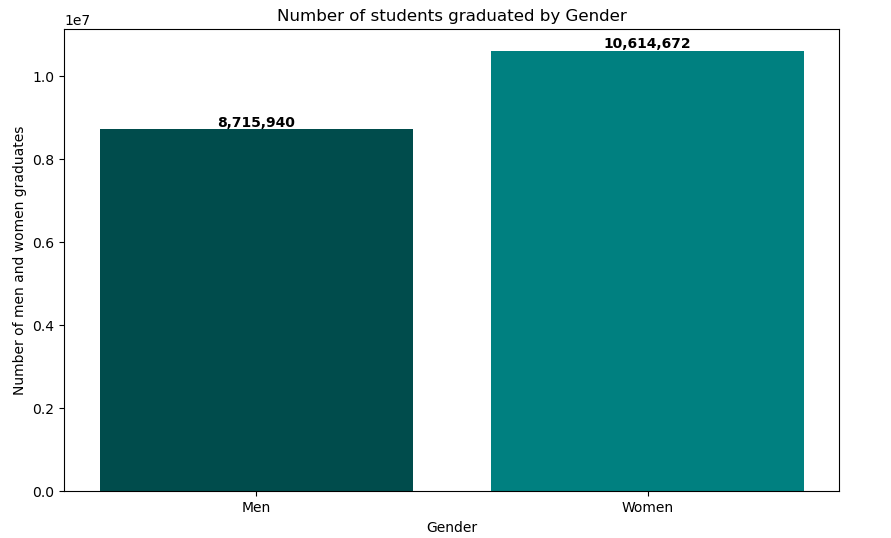 Number of students graduated by Gender
1e7
10,614,672
8,715,940
1.0
0.8
0.6
0.4
0.2
0.0
Number of men and women graduates
Men
Women
Gender